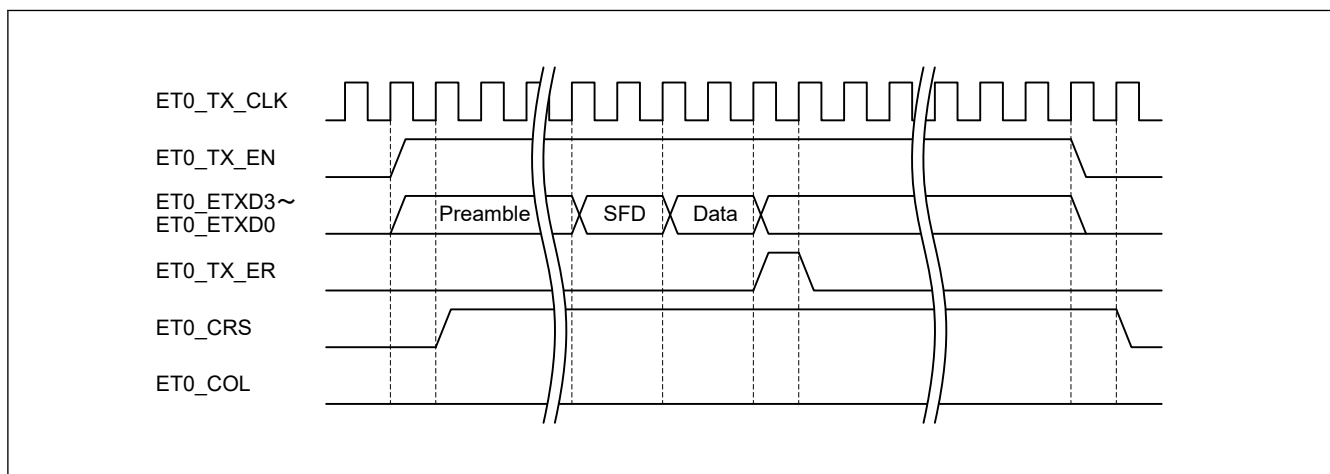 ET0_TX_CLK
ET0_TX_EN
ET0_ETXD3～
ET0_ETXD0
Preamble SFD Data
ET0_TX_ER
ET0_CRS
ET0_COL